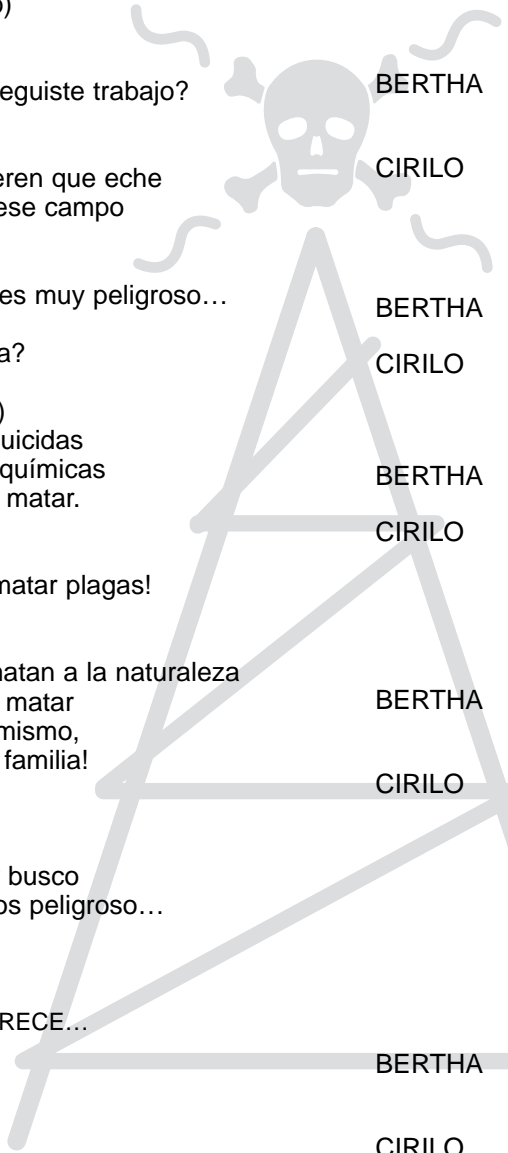 o)
eguiste trabajo?
eren que eche
ese campo
es muy peligroso…
a?
)
uicidas
químicas
matar.
matar plagas!
natan a la naturaleza
matar
mismo,
familia!
busco
os peligroso…
RECE…
BERTHA
CIRILO
BERTHA
CIRILO
BERTHA
CIRILO
BERTHA
CIRILO
BERTHA
CIRILO